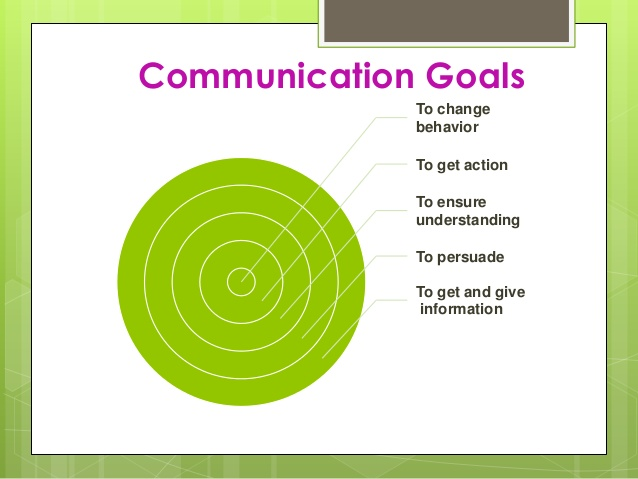 Communication Goals
To change
behavior
To get action
To ensure
understanding
To persuade
To get and give
information